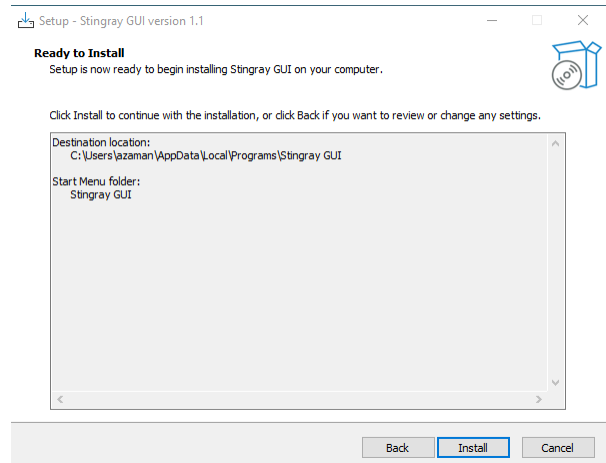 Setup - Stingray GUI version 1.1
Ready to Install
Setup is now ready to begin installing Stingray GUI on your computer.
Click Install to continue with the installation, or click Back if you want to review or change any settings.
Destination location:
C:\Users\azaman\AppData\Local\Programs\Stingray GUI
Start Menu folder:
Stingray GUI
Back Install Cancel